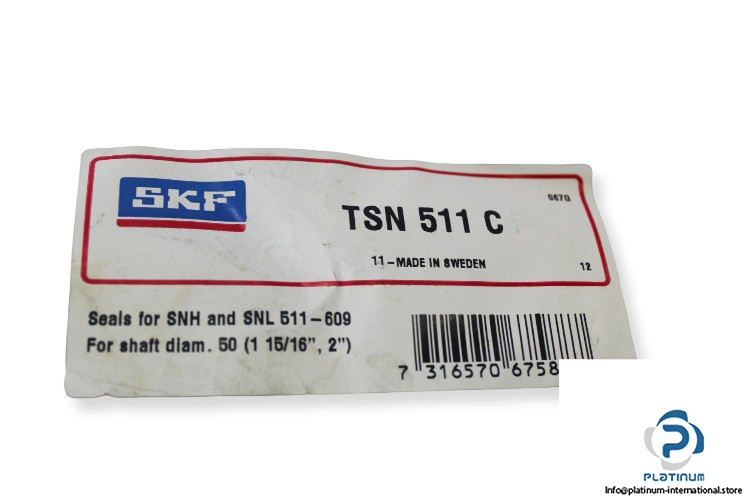 SKF
TSN 511 C
067G
11-MADE IN SWEDEN
12
Seals for SNH and SNL 511-609
For shaft diam. 50 (1 15/16", 2")
7 316570 6758
PLATINUM
Info@platinum-international.store